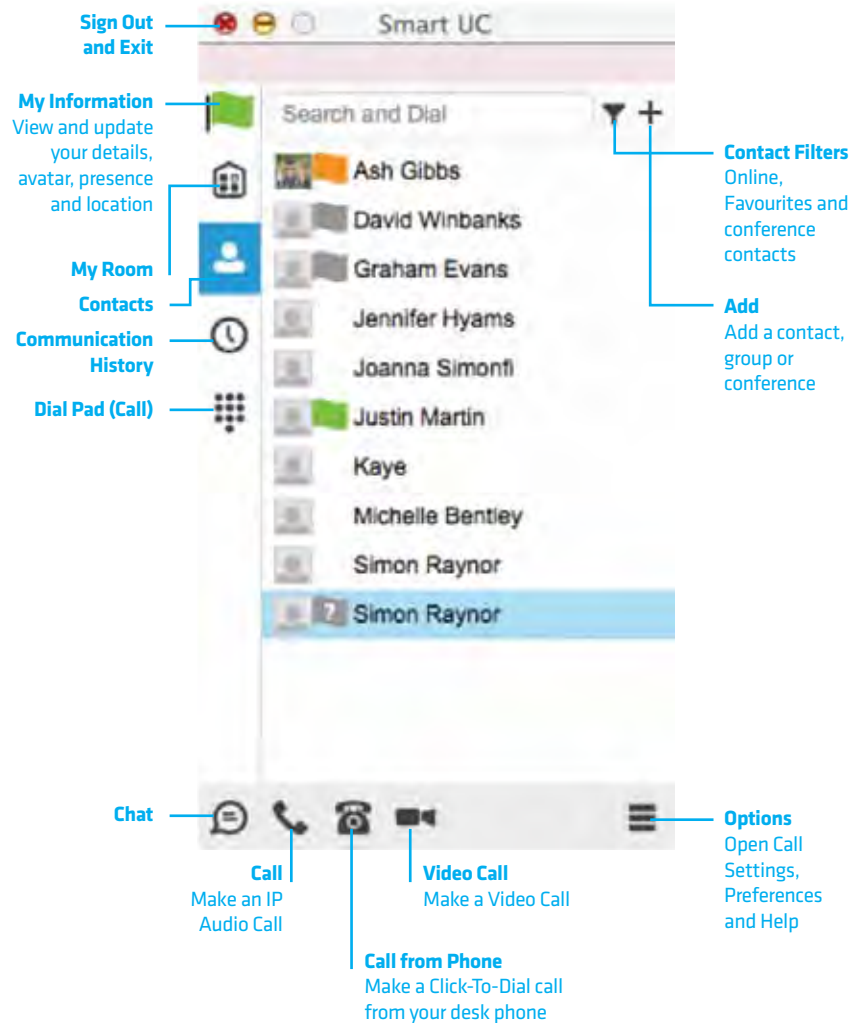 Sign Out
and Exit
Smart UC
My Information
View and update
your details,
avatar, presence
and location
My Room
Contacts
Communication
History
Dial Pad (Call)
Search and Dial
Ash Gibbs
David Winbanks
Graham Evans
Jennifer Hyams
Joanna Simonfi
Justin Martin
Kaye
Michelle Bentley
Simon Raynor
? Simon Raynor
Contact Filters
Online,
Favourites and
conference
contacts
Add
Add a contact,
group or
conference
Chat
Call
Make an IP
Audio Call
Video Call
Make a Video Call
Call from Phone
Make a Click-To-Dial call
from your desk phone
Options
Open Call
Settings,
Preferences
and Help